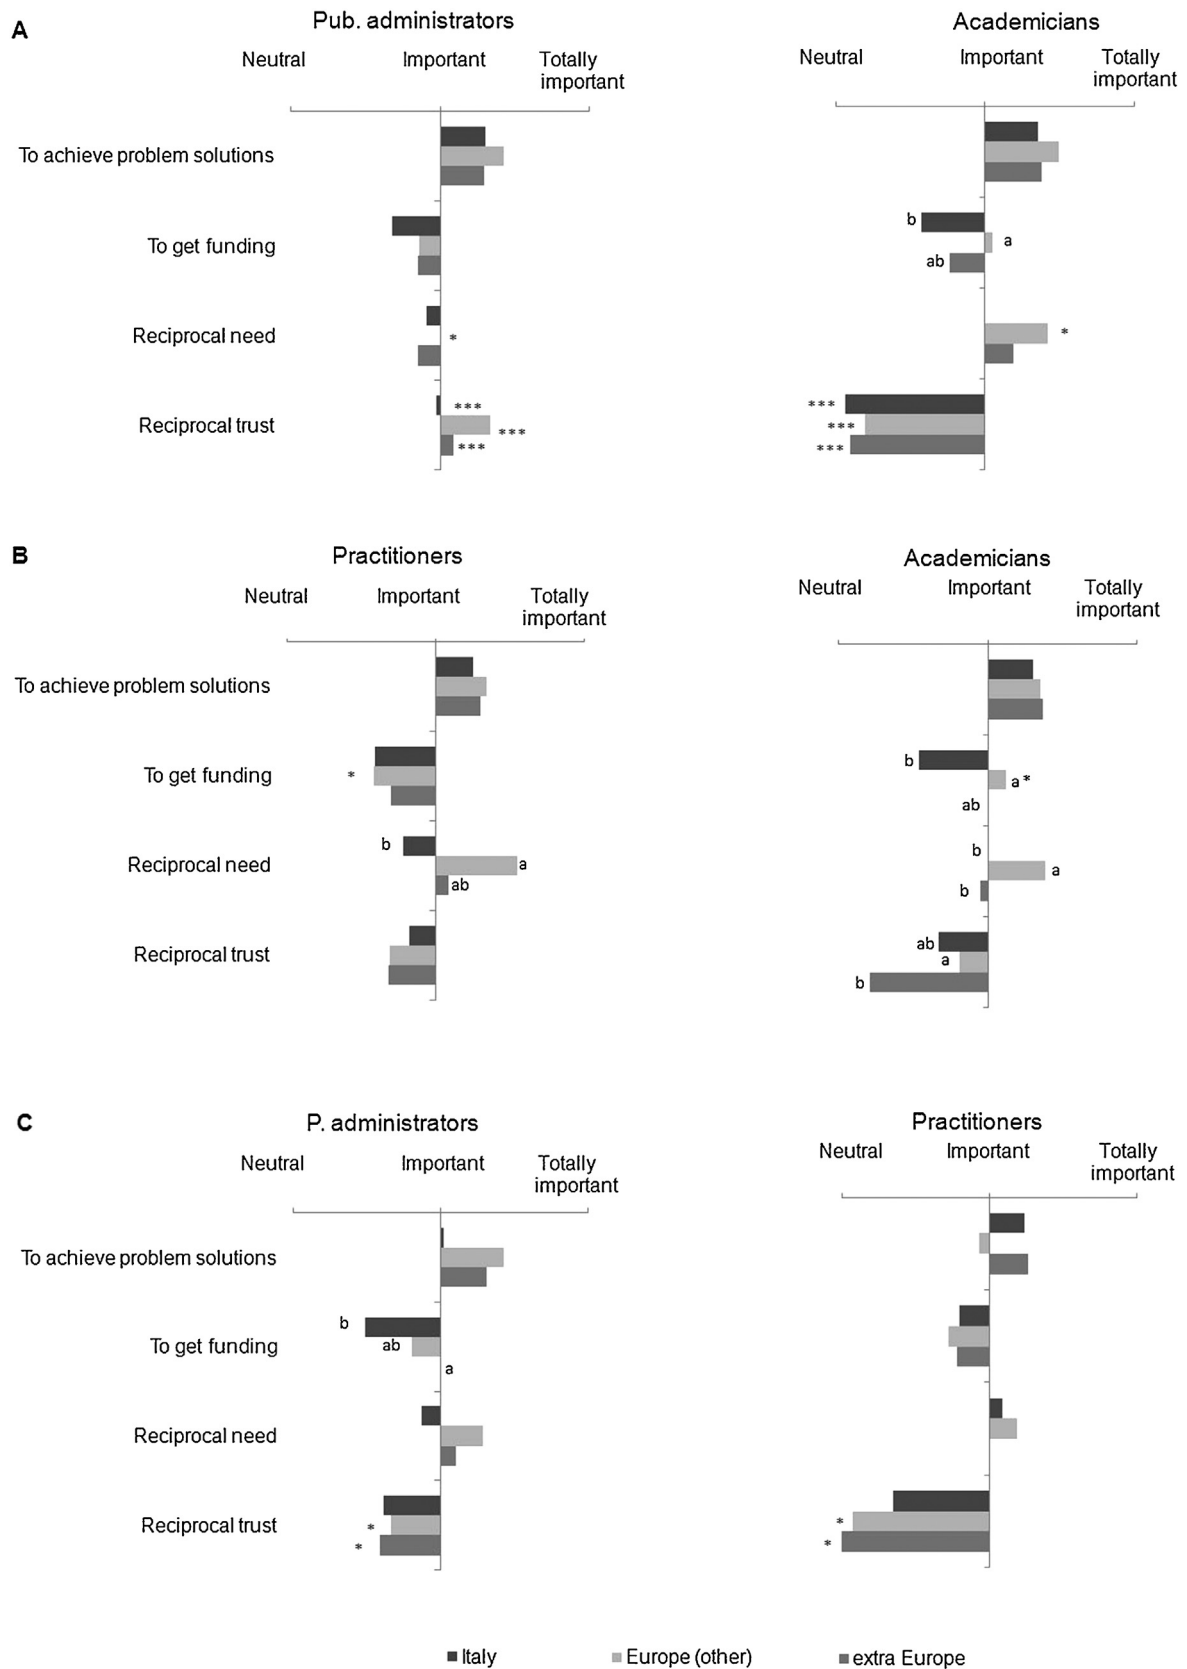 A
Pub. administrators
Academicians
Neutral
Important
Totally
important
Neutral
Important
Totally
important
To achieve problem solutions
To get funding
b
a
ab
Reciprocal need
*
*
Reciprocal trust
***
***
***
***
***
***
B
Practitioners
Academicians
Neutral
Important
Totally
important
Neutral
Important
Totally
important
To achieve problem solutions
To get funding
*
b
a *
ab
Reciprocal need
b
a
ab
b
a
b
Reciprocal trust
ab
a
b
C
P. administrators
Practitioners
Neutral
Important
Totally
important
Neutral
Important
Totally
important
To achieve problem solutions
To get funding
b
ab
a
Reciprocal need
Reciprocal trust
*
*
*
*
Italy
Europe (other)
extra Europe